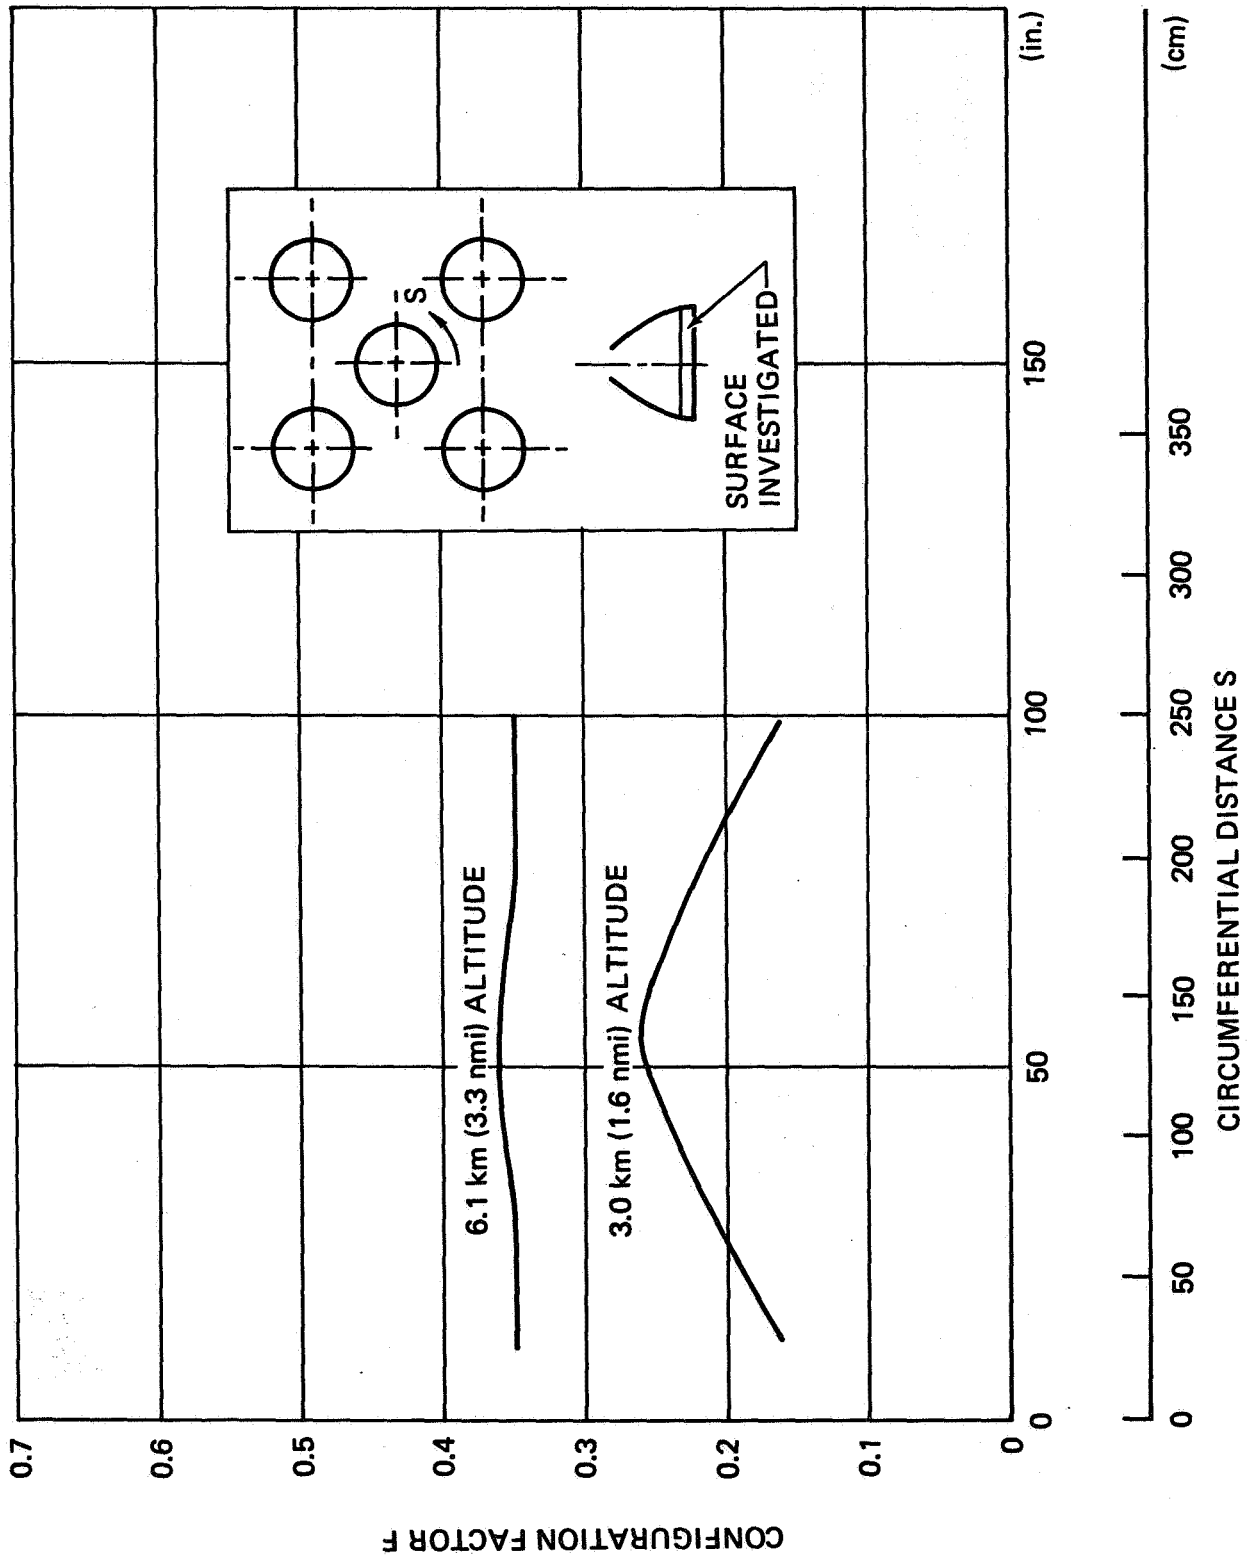 CONFIGURATION FACTOR F
0.7
0.6
0.5
0.4
0.3
0.2
0.1
0
6.1 km (3.3 nmi) ALTITUDE
3.0 km (1.6 nmi) ALTITUDE
S
SURFACE
INVESTIGATED
0 50 100 150 (in.)
0 50 100 150 200 250 300 350 (cm)
CIRCUMFERENTIAL DISTANCE S